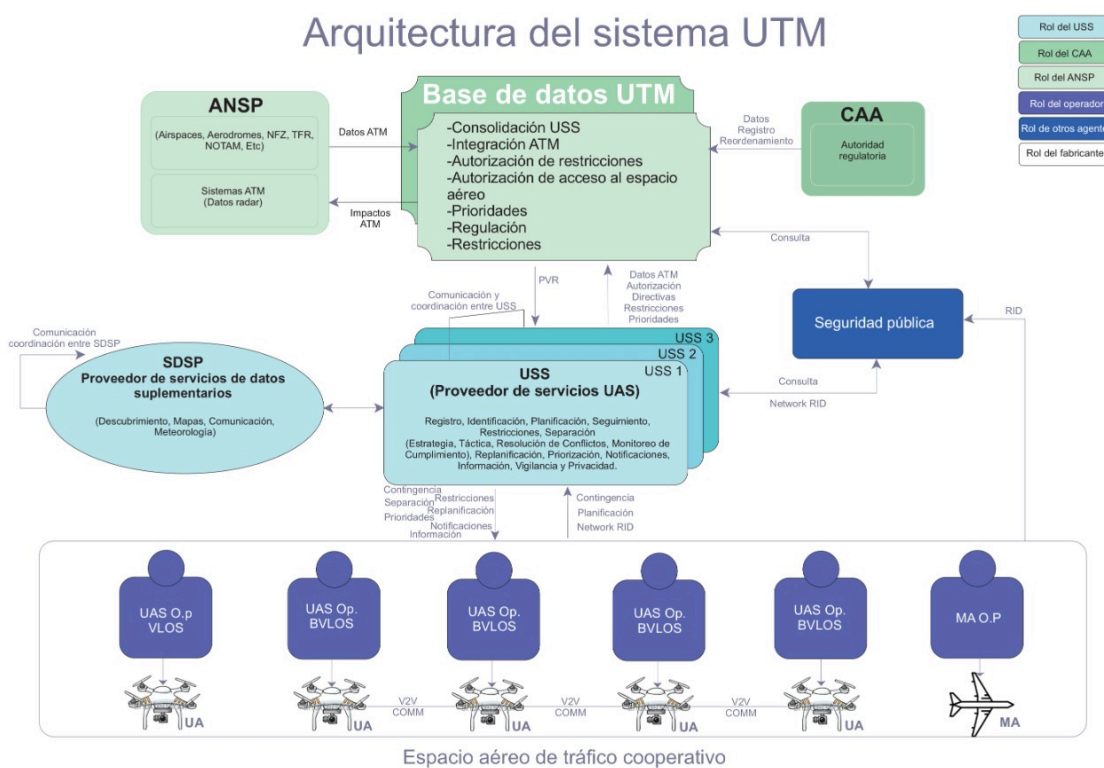 Arquitectura del sistema UTM
Rol del USS
Rol del CAA
Rol del ANSP
Rol del operador
Rol de otros agente
Rol del fabricante
ANSP
(Airspaces, Aerodromes, NFZ, TFR,
NOTAM, Etc)
Sistemas ATM
(Datos radar)
Datos ATM
Impactos
ATM
Base de datos UTM
-Consolidación USS
-Integración ATM
-Autorización de restricciones
-Autorización de acceso al espacio
aéreo
-Prioridades
-Regulación
-Restricciones
Datos
Registro
Reordenamiento
CAA
Autoridad
regulatoria
Consulta
PVR
Datos ATM
Autorización
Directivas
Restricciones
Prioridades
Comunicación y
coordinación entre USS
Seguridad pública
RID
Comunicación
coordinación entre SDSP
SDSP
Proveedor de servicios de datos
suplementarios
(Descubrimiento, Mapas, Comunicación,
Meteorología)
USS 3
USS 2
USS 1
USS
(Proveedor de servicios UAS)
Registro, Identificación, Planificación, Seguimiento,
Restricciones, Separación
(Estrategia, Táctica, Resolución de Conflictos, Monitoreo de
Cumplimiento), Replanificación, Priorización, Notificaciones,
Información, Vigilancia y Privacidad.
Consulta
Network RID
Contingencia
Separación
Prioridades
Restricciones
Replanificación
Notificaciones
Información
Contingencia
Planificación
Network RID
UAS O.p
VLOS
UAS Op.
BVLOS
UAS Op.
BVLOS
UAS Op.
BVLOS
UAS Op.
BVLOS
MA O.P
UA
UA
V2V
COMM
UA
V2V
COMM
UA
V2V
COMM
UA
MA
Espacio aéreo de tráfico cooperativo